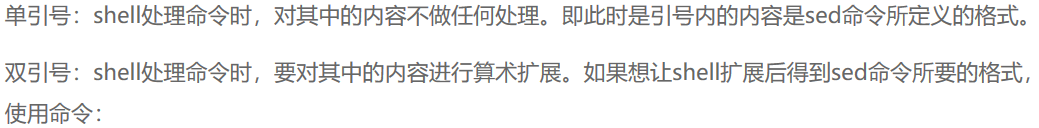 单引号：shell处理命令时，对其中的内容不做任何处理。即此时是引号内的内容是sed命令所定义的格式。
双引号：shell处理命令时，要对其中的内容进行算术扩展。如果想让shell扩展后得到sed命令所要的格式，
使用命令：